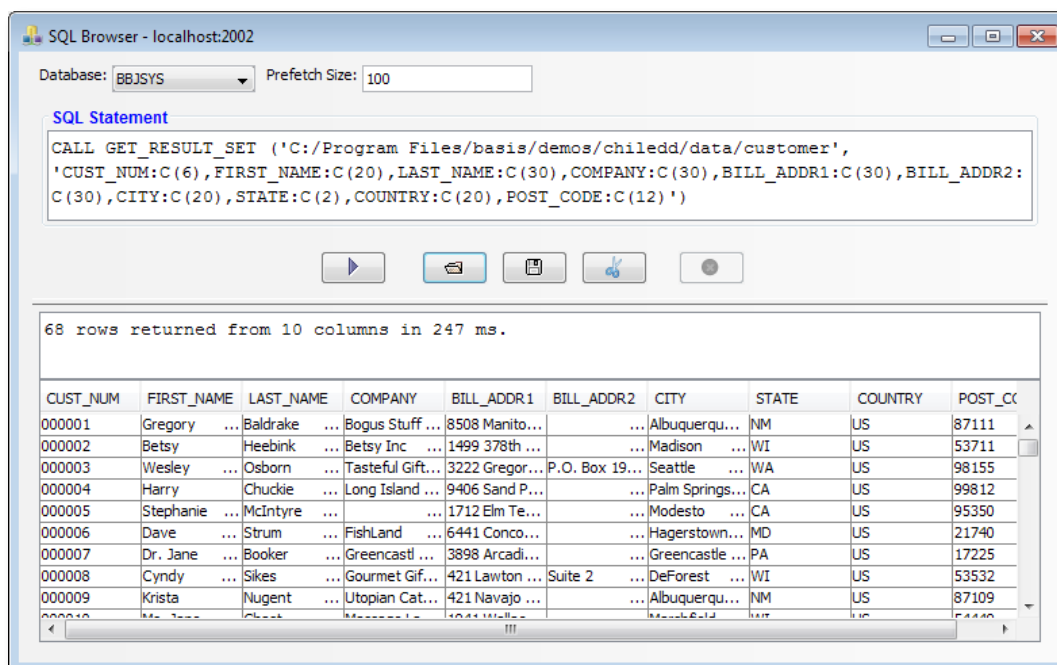 SQL Browser - localhost:2002
Database: BBJSYS Prefetch Size: 100
SQL Statement
CALL GET_RESULT_SET ('C:/Program Files/basis/demos/chiledd/data/customer',
'CUST_NUM:C(6),FIRST_NAME:C(20),LAST_NAME:C(30),COMPANY:C(30),BILL_ADDR1:C(30),BILL_ADDR2:
C(30),CITY:C(20),STATE:C(2),COUNTRY:C(20),POST_CODE:C(12)')
68 rows returned from 10 columns in 247 ms.
CUST_NUM FIRST_NAME LAST_NAME COMPANY BILL_ADDR1 BILL_ADDR2 CITY STATE COUNTRY POST_CO
000001 Gregory ... Baldrake ... Bogus Stuff ... 8508 Manito... ... Albuquerqu... NM US 87111
000002 Betsy ... Heebink ... Betsy Inc ... 1499 378th ... ... Madison ... WI US 53711
000003 Wesley ... Osborn ... Tasteful Gift... 3222 Gregor... P.O. Box 19... Seattle ... WA US 98155
000004 Harry ... Chuckie ... Long Island ... 9406 Sand P... ... Palm Springs... CA US 99812
000005 Stephanie ... McIntyre ... ... 1712 Elm Te... ... Modesto ... CA US 95350
000006 Dave ... Strum ... FishLand ... 6441 Conco... ... Hagerstown... MD US 21740
000007 Dr. Jane ... Booker ... Greencastl ... 3898 Arcadi... ... Greencastle ... PA US 17225
000008 Cyndy ... Sikes ... Gourmet Gif... 421 Lawton ... Suite 2 ... DeForest ... WI US 53532
000009 Krista ... Nugent ... Utopian Cat... 421 Navajo ... ... Albuquerqu... NM US 87109